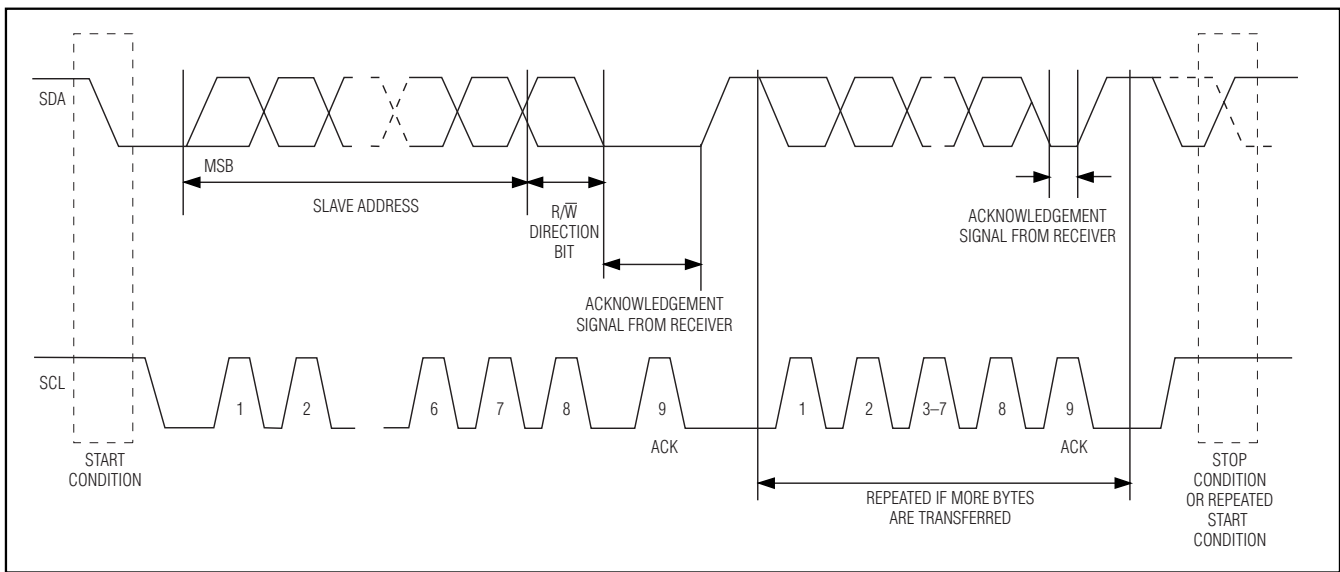 SDA
MSB
SLAVE ADDRESS
R/W̅
DIRECTION
BIT
ACKNOWLEDGEMENT
SIGNAL FROM RECEIVER
ACKNOWLEDGEMENT
SIGNAL FROM RECEIVER
SCL
1 2 6 7 8 9 1 2 3–7 8 9
ACK ACK
START
CONDITION
REPEATED IF MORE BYTES
ARE TRANSFERRED
STOP
CONDITION
OR REPEATED
START
CONDITION